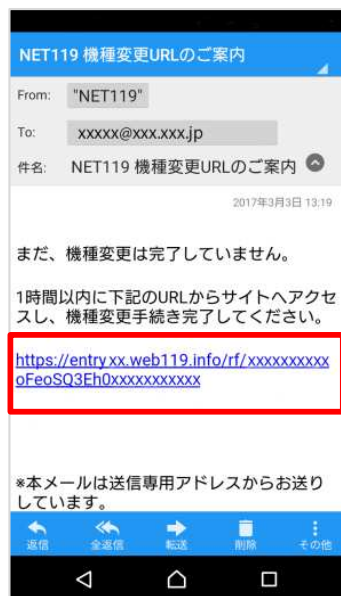 NET119 機種変更URLのご案内
From: "NET119"
To: xxxxx@xxx.xxx.jp
件名: NET119 機種変更URLのご案内
2017年3月3日 13:19
まだ、機種変更は完了していません。
1時間以内に下記のURLからサイトへアクセ
スし、機種変更手続き完了してください。
https://entryxx.web119.info/rf/xxxxxxxxxx
oFeoSQ3Eh0xxxxxxxxxxx
*本メールは送信専用アドレスからお送り
しています。
返信 全返信 転送 削除 その他